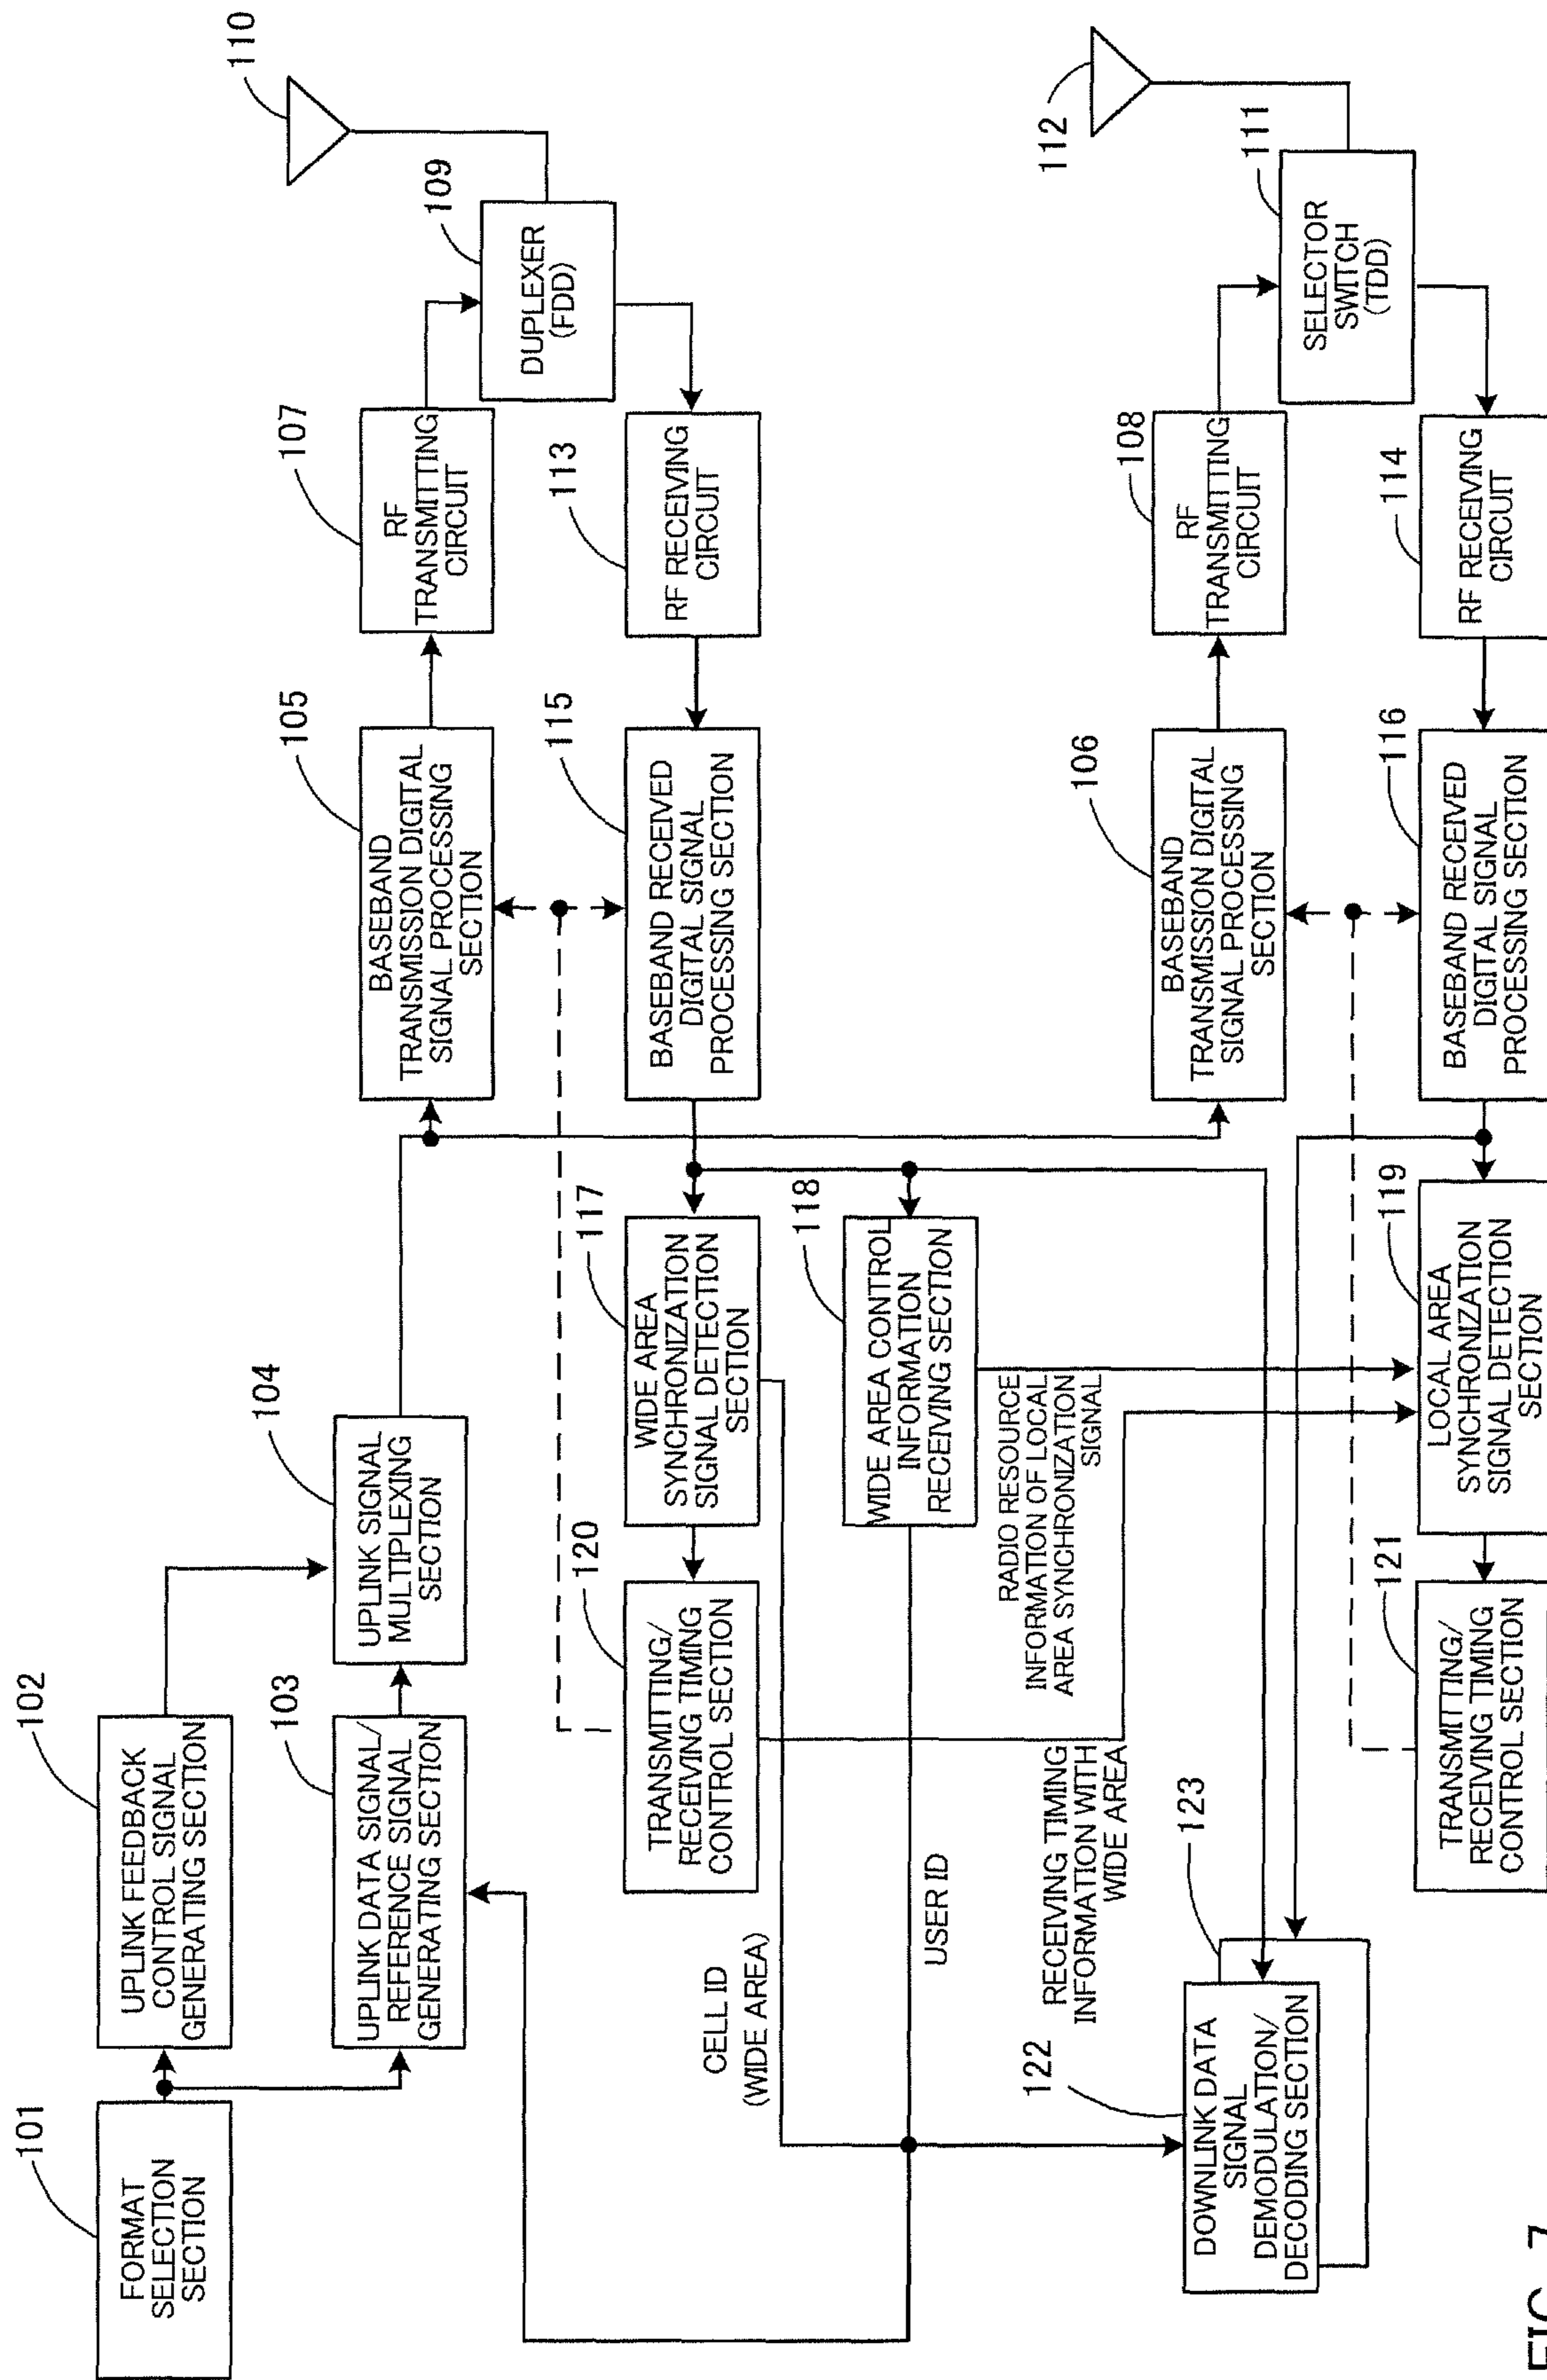 101
FORMAT
SELECTION
SECTION
102
UPLINK FEEDBACK
CONTROL SIGNAL
GENERATING SECTION
103
UPLINK DATA SIGNAL/
REFERENCE SIGNAL
GENERATING SECTION
104
UPLINK SIGNAL
MULTIPLEXING
SECTION
105
BASEBAND
TRANSMISSION DIGITAL
SIGNAL PROCESSING
SECTION
107
RF
TRANSMITTING
CIRCUIT
109
DUPLEXER
(FDD)
110
113
RF RECEIVING
CIRCUIT
115
BASEBAND RECEIVED
DIGITAL SIGNAL
PROCESSING SECTION
117
WIDE AREA
SYNCHRONIZATION
SIGNAL DETECTION
SECTION
120
TRANSMITTING/
RECEIVING TIMING
CONTROL SECTION
118
WIDE AREA CONTROL
INFORMATION
RECEIVING SECTION
CELL ID
(WIDE AREA)
USER ID
RADIO RESOURCE
INFORMATION OF LOCAL
AREA SYNCHRONIZATION
SIGNAL
RECEIVING TIMING
INFORMATION WITH
WIDE AREA
106
BASEBAND
TRANSMISSION DIGITAL
SIGNAL PROCESSING
SECTION
108
RF
TRANSMITTING
CIRCUIT
111
SELECTOR
SWITCH
(TDD)
112
114
RF RECEIVING
CIRCUIT
116
BASEBAND RECEIVED
DIGITAL SIGNAL
PROCESSING SECTION
119
LOCAL AREA
SYNCHRONIZATION
SIGNAL DETECTION
SECTION
121
TRANSMITTING/
RECEIVING TIMING
CONTROL SECTION
122
123
DOWNLINK DATA
SIGNAL
DEMODULATION/
DECODING SECTION
FIG. 7